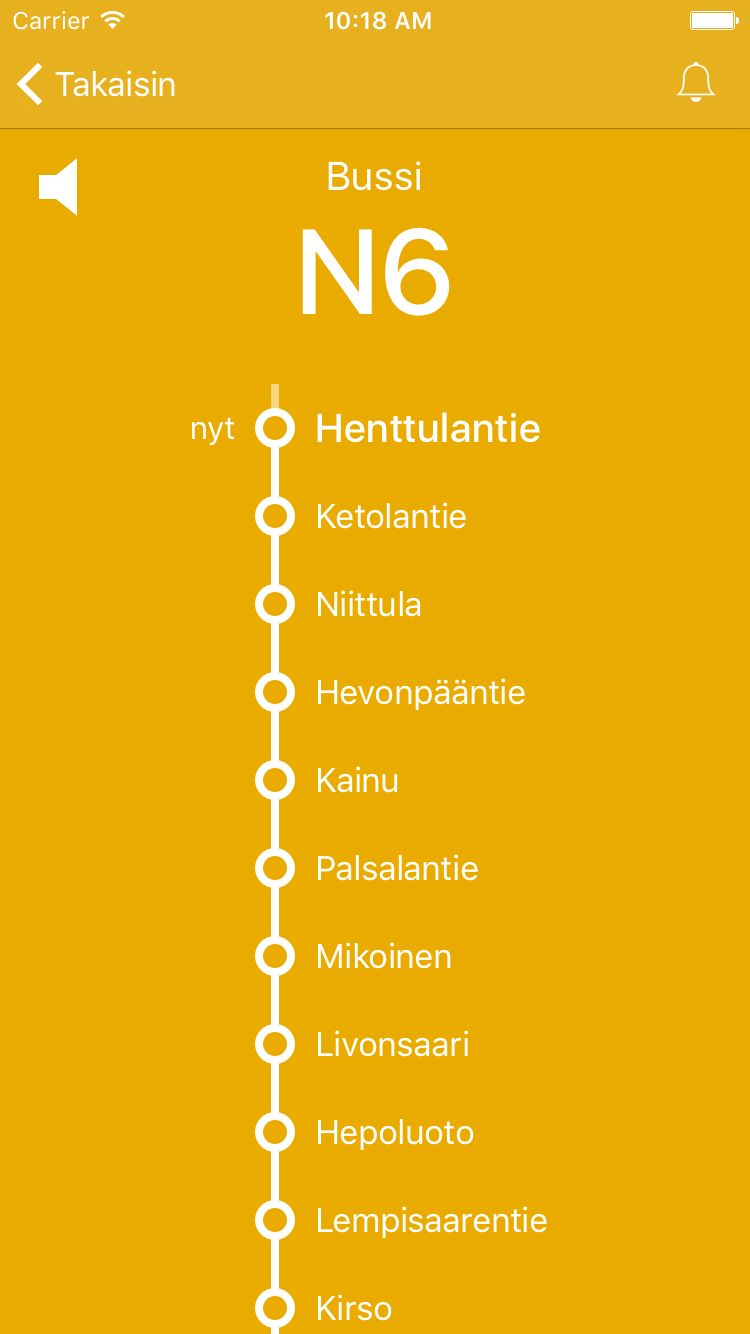 Carrier 10:18 AM
Takaisin
Bussi
N6
nyt Henttulantie
Ketolantie
Niittula
Hevonpääntie
Kainu
Palsalantie
Mikoinen
Livonsaari
Hepoluoto
Lempisaarentie
Kirso